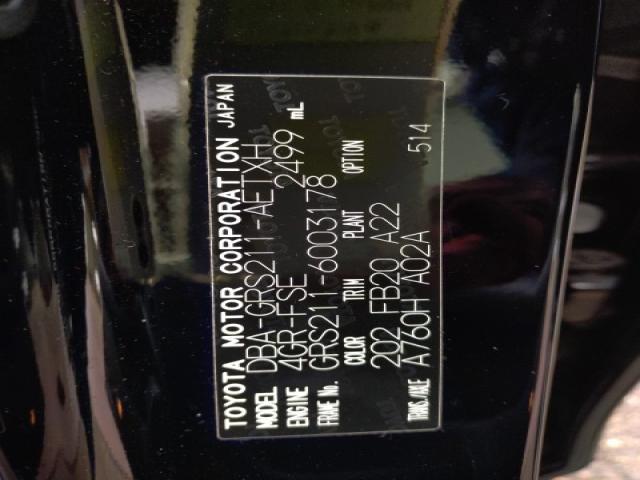 TOYOTA MOTOR CORPORATION JAPAN
MODEL DBA-GRS211-AETXH
ENGINE 4GR-FSE 2499 mL
FRAME No. GRS211-6003178
COLOR TRIM PLANT OPTION
202 FB20 A22
TRANS./AXLE A760H A02A 514